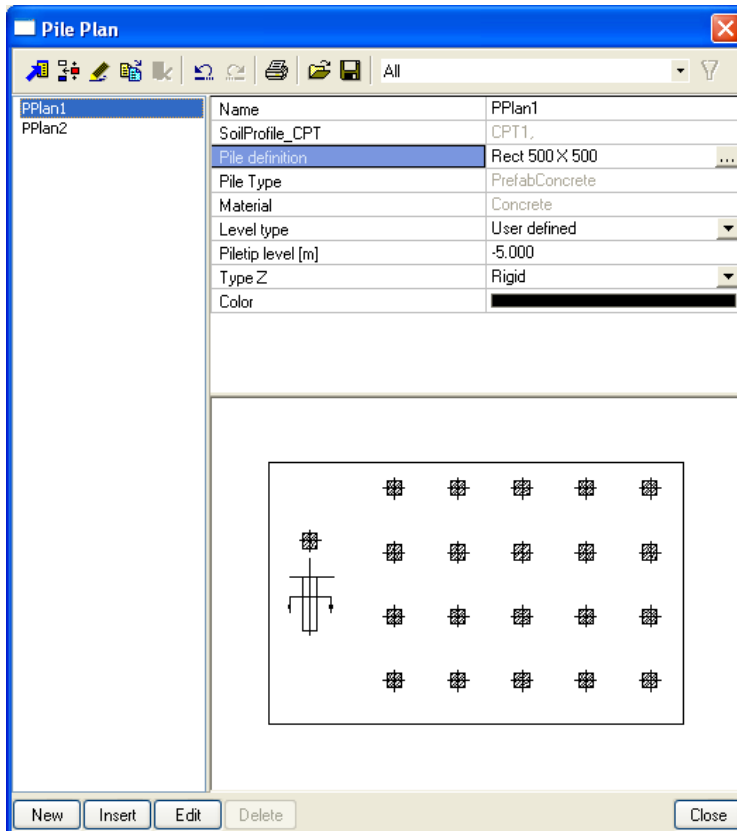 Pile Plan
All
PPlan1
PPlan2
Name PPlan1
SoilProfile_CPT CPT1,
Pile definition Rect 500 X 500 ...
Pile Type PrefabConcrete
Material Concrete
Level type User defined
Piletip level [m] -5.000
Type Z Rigid
Color
New Insert Edit Delete Close